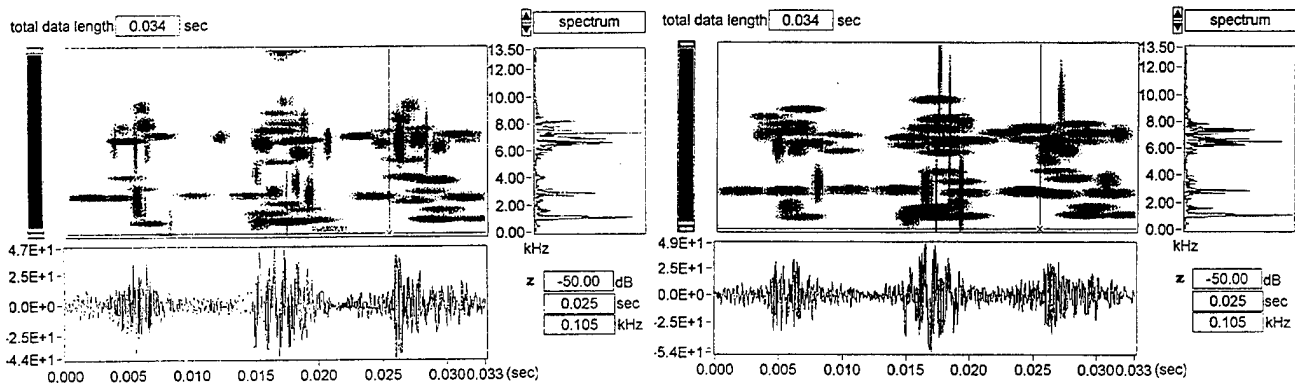 total data length 0.034 sec
spectrum
13.50
12.00
10.00
8.00
6.00
4.00
2.00
0.00
kHz
4.7E+1
2.5E+1
0.0E+0
-2.5E+1
-4.4E+1
z -50.00 dB
0.025 sec
0.105 kHz
0.000 0.005 0.010 0.015 0.020 0.025 0.0300.033 (sec)
total data length 0.034 sec
spectrum
13.50
12.00
10.00
8.00
6.00
4.00
2.00
0.00
kHz
4.9E+1
2.5E+1
0.0E+0
-2.5E+1
-5.4E+1
z -50.00 dB
0.025 sec
0.105 kHz
0.000 0.005 0.010 0.015 0.020 0.025 0.0300.033 (sec)